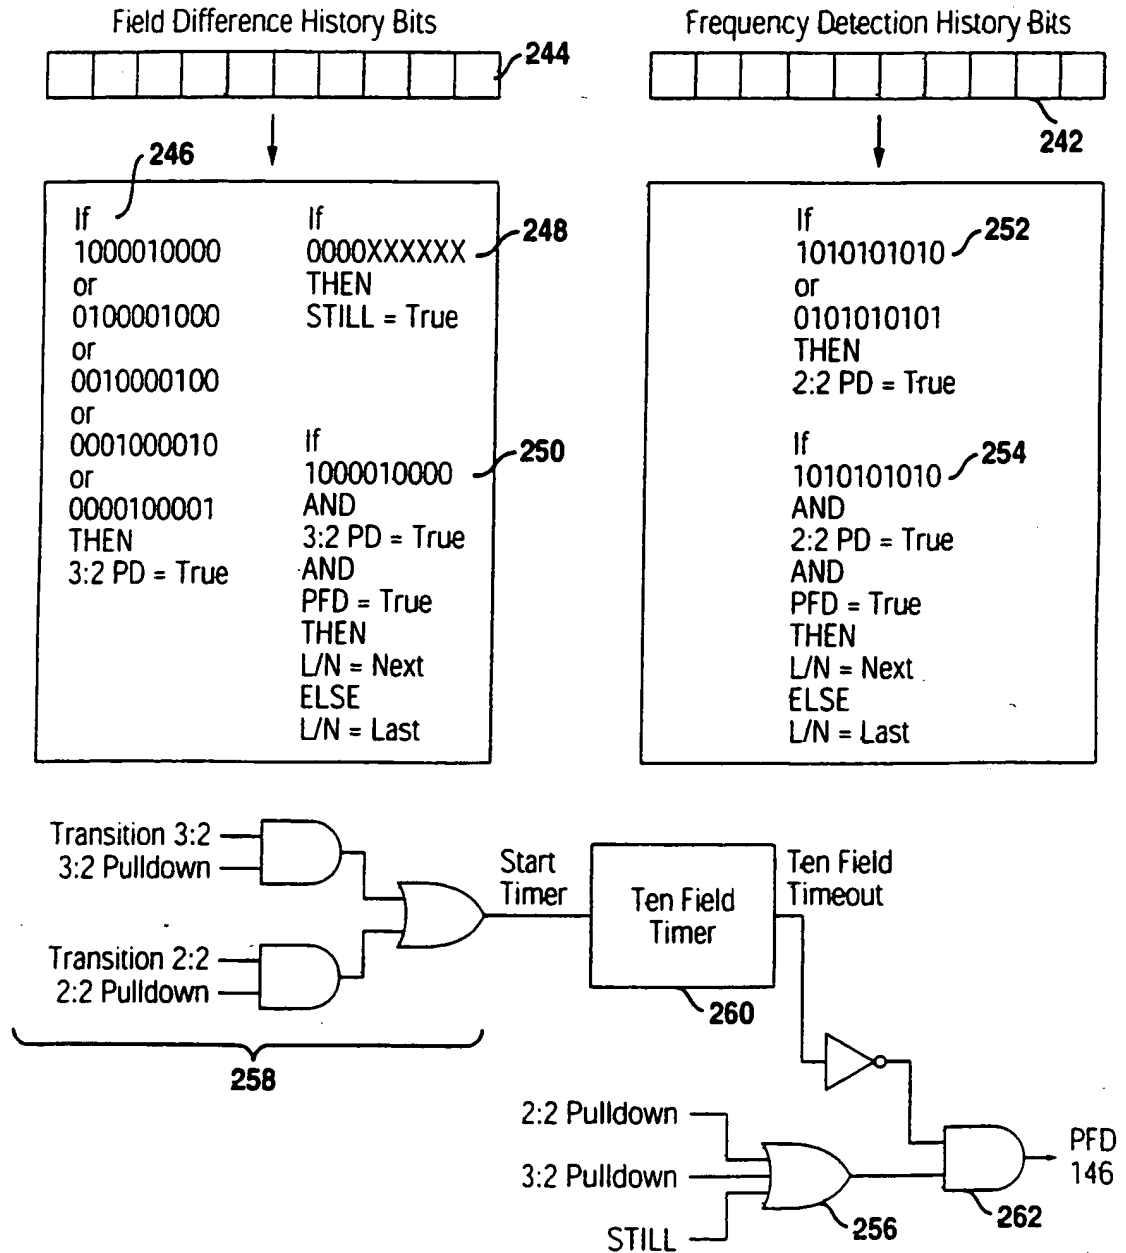 Field Difference History Bits
244
Frequency Detection History Bits
242
246
If
1000010000
or
0100001000
or
0010000100
or
0001000010
or
0000100001
THEN
3:2 PD = True
If
0000XXXXXX
248
THEN
STILL = True
If
1000010000
250
AND
3:2 PD = True
AND
PFD = True
THEN
L/N = Next
ELSE
L/N = Last
If
1010101010
252
or
0101010101
THEN
2:2 PD = True
If
1010101010
254
AND
2:2 PD = True
AND
PFD = True
THEN
L/N = Next
ELSE
L/N = Last
Transition 3:2
3:2 Pulldown
Transition 2:2
2:2 Pulldown
258
Start
Timer
Ten Field
Timer
260
Ten Field
Timeout
2:2 Pulldown
3:2 Pulldown
STILL
256
262
PFD
146